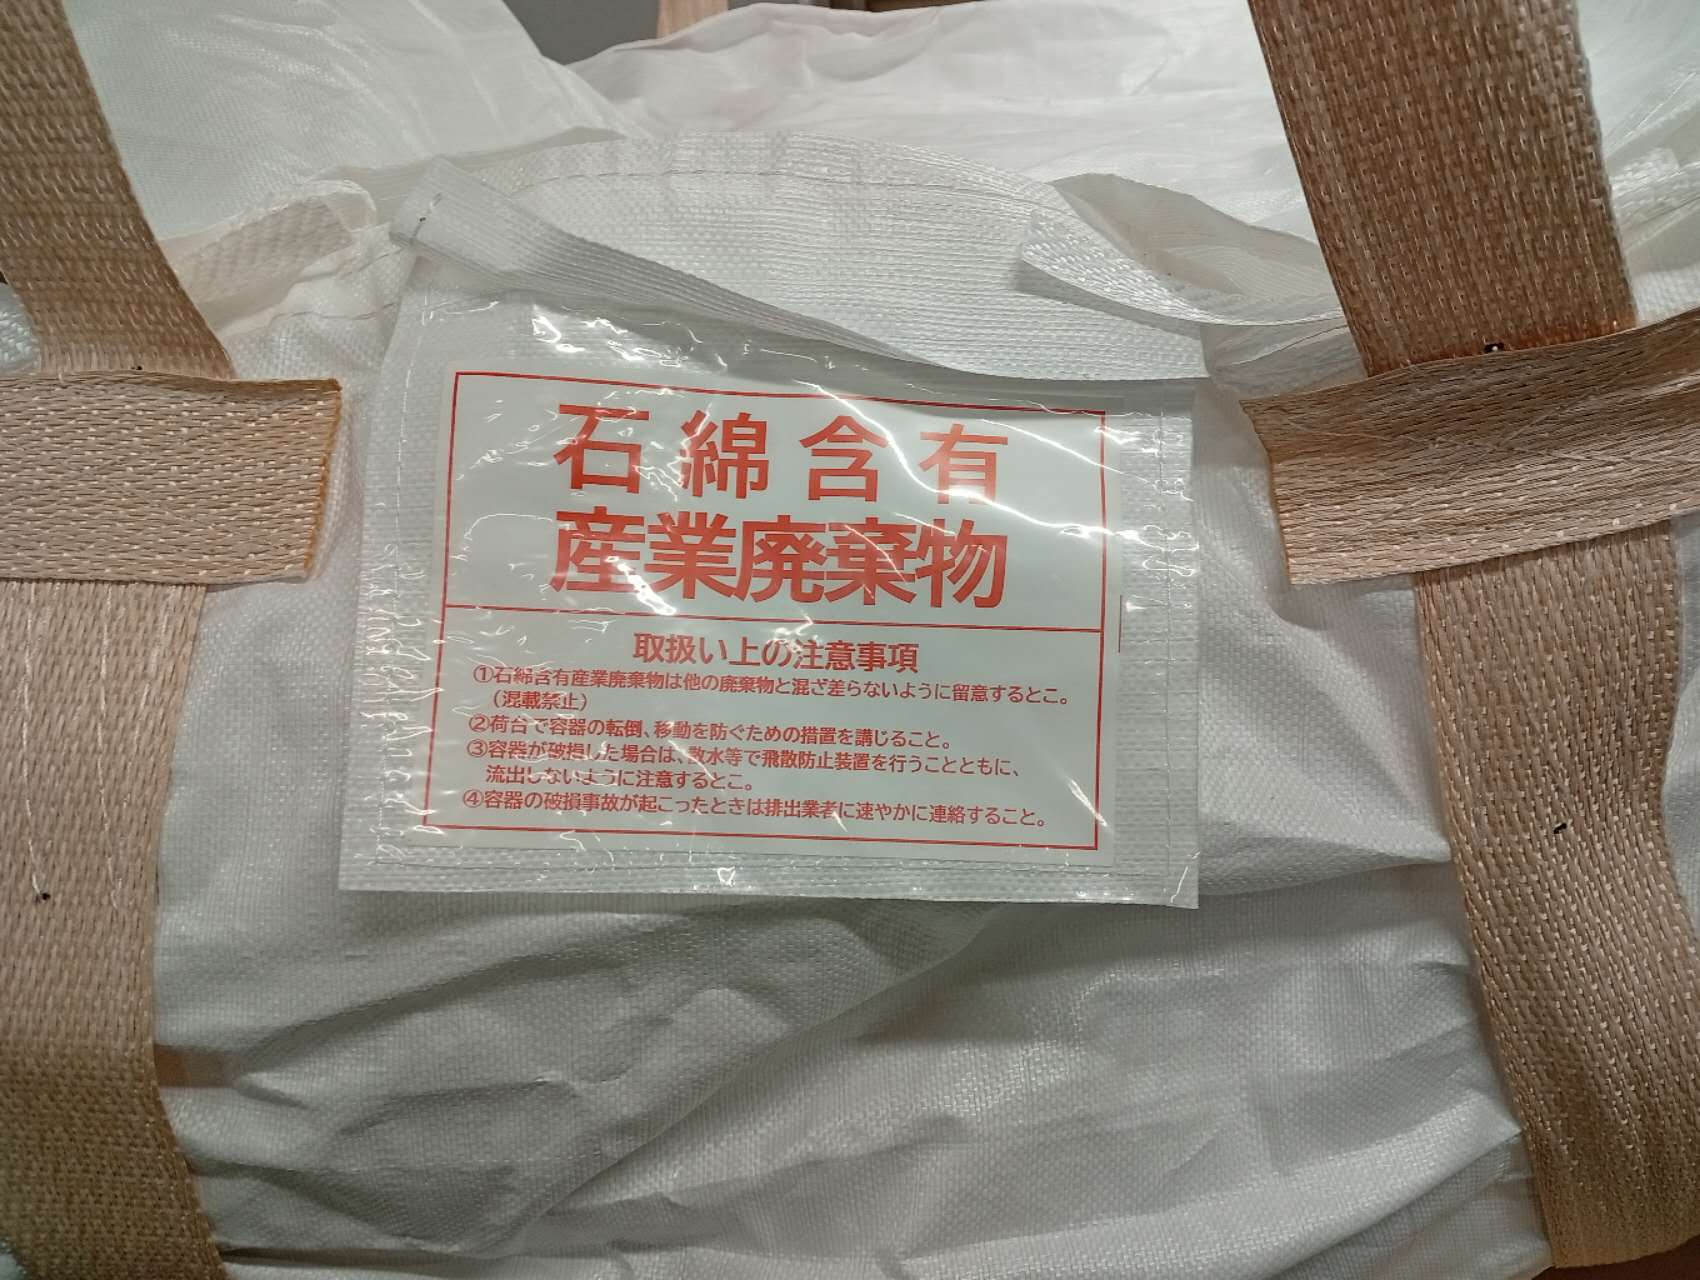 石綿含有
産業廃棄物
取扱い上の注意事項
①石綿含有産業廃棄物は他の廃棄物と混ざ差らないように留意するとこ。
(混載禁止)
②荷台で容器の転倒、移動を防ぐための措置を講じること。
③容器が破損した場合は、散水等で飛散防止装置を行うことともに、
流出しないように注意するとこ。
④容器の破損事故が起こったときは排出業者に速やかに連絡すること。